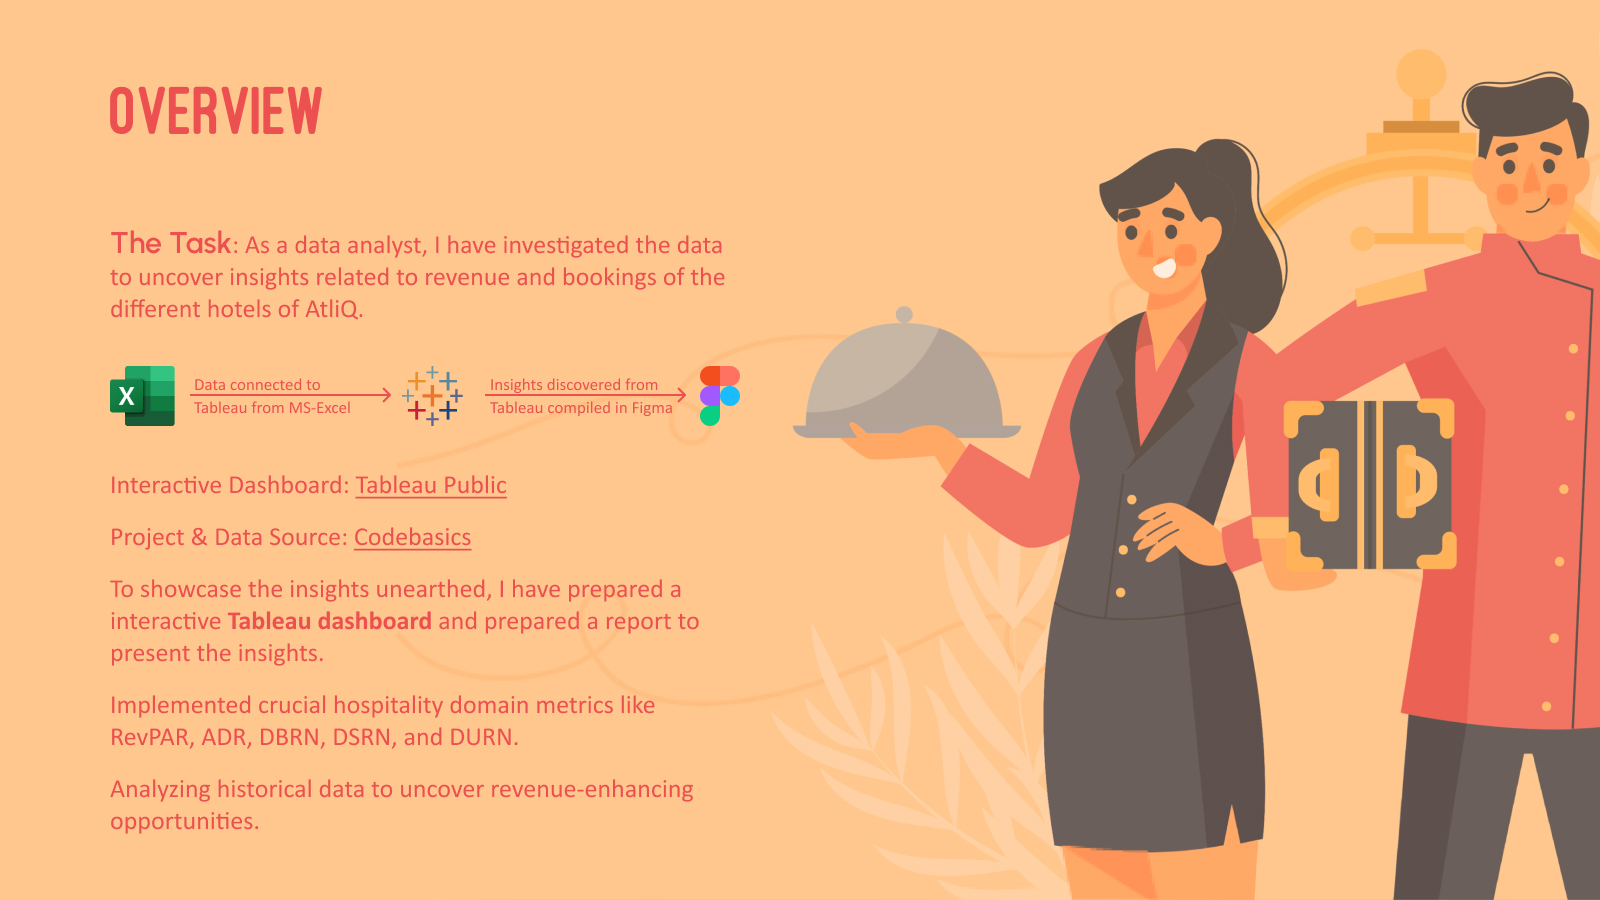 OVERVIEW
The Task: As a data analyst, I have investigated the data
to uncover insights related to revenue and bookings of the
different hotels of AtliQ.
X
Data connected to
Tableau from MS-Excel
Insights discovered from
Tableau compiled in Figma
Interactive Dashboard: Tableau Public
Project & Data Source: Codebasics
To showcase the insights unearthed, I have prepared a
interactive Tableau dashboard and prepared a report to
present the insights.
Implemented crucial hospitality domain metrics like
RevPAR, ADR, DBRN, DSRN, and DURN.
Analyzing historical data to uncover revenue-enhancing
opportunities.